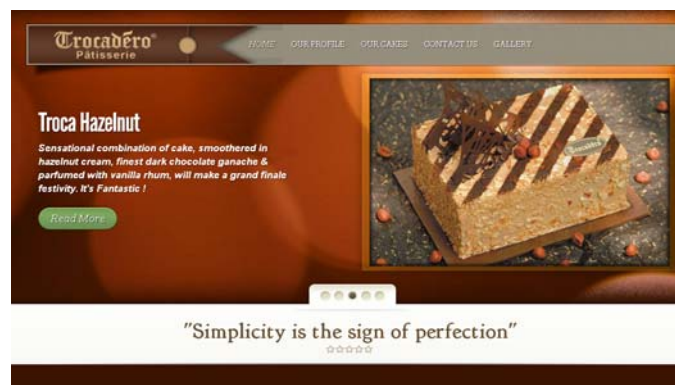 Trocadéro®
Pâtisserie
HOME OUR PROFILE OUR CAKES CONTACT US GALLERY
Troca Hazelnut
Sensational combination of cake, smoothered in
hazelnut cream, finest dark chocolate ganache &
parfumed with vanilla rhum, will make a grand finale
festivity. It's Fantastic !
Trocadéro
Read More
"Simplicity is the sign of perfection"